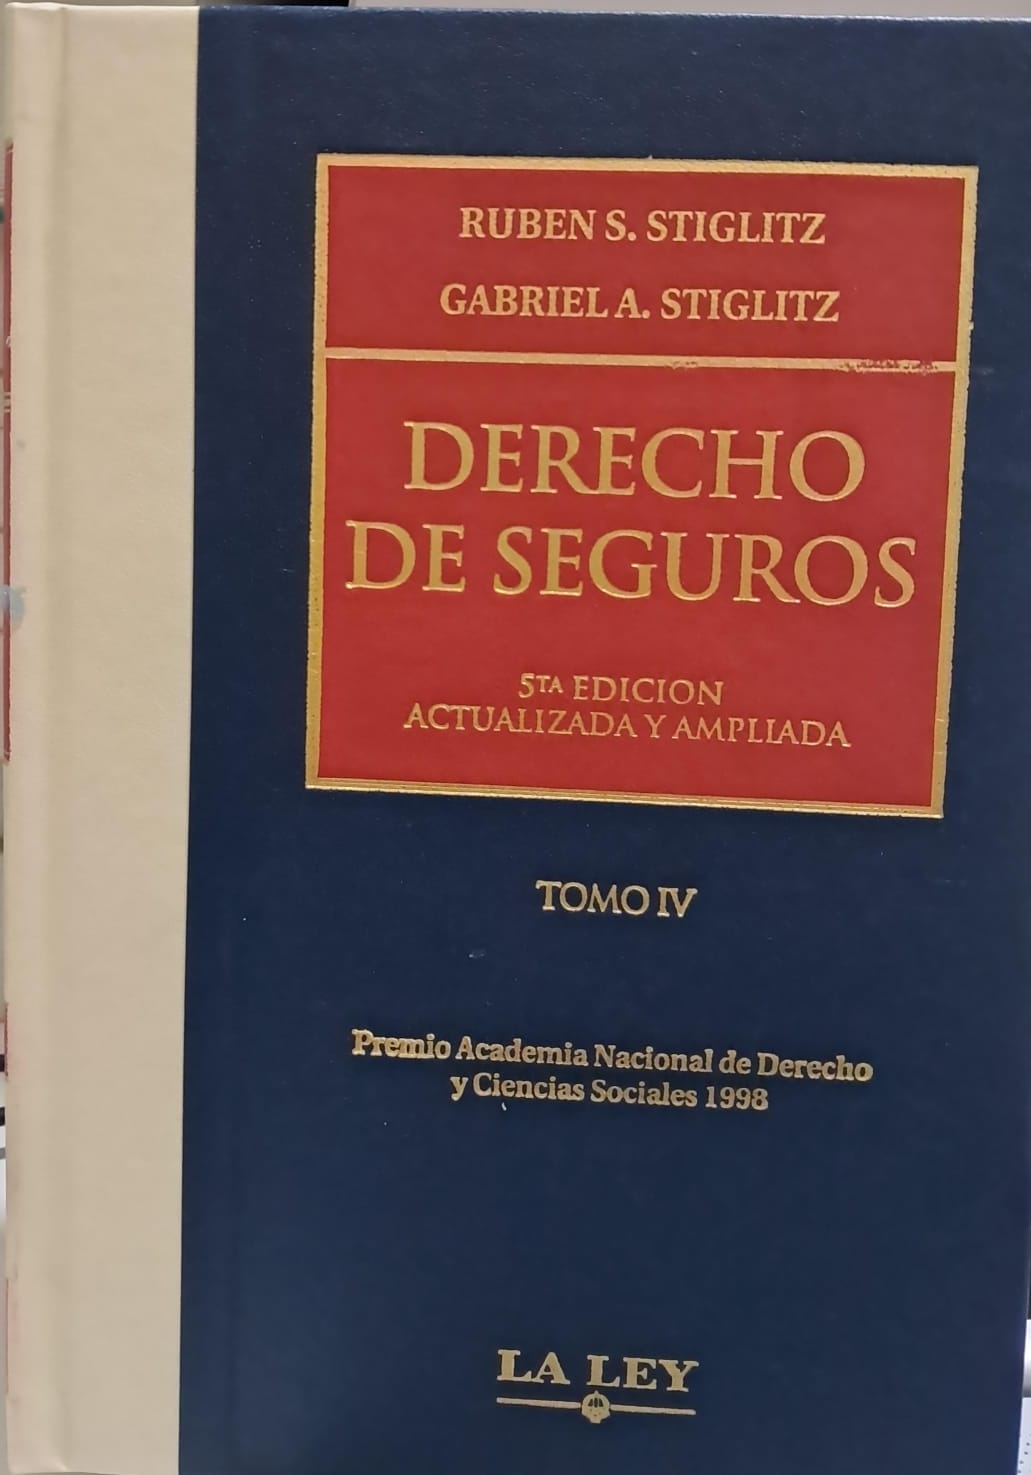 RUBEN S. STIGLITZ
GABRIEL A. STIGLITZ
DERECHO
DE SEGUROS
5TA EDICION
ACTUALIZADA Y AMPLIADA
TOMO IV
Premio Academia Nacional de Derecho
y Ciencias Sociales 1998
LA LEY